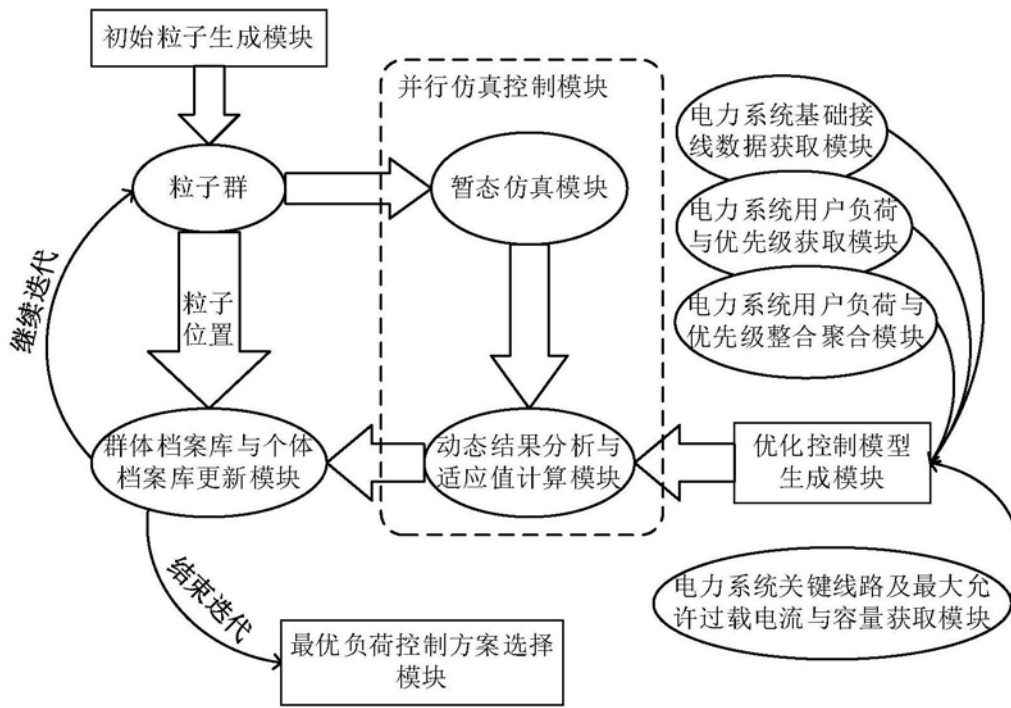 初始粒子生成模块
并行仿真控制模块
电力系统基础接
线数据获取模块
粒子群
暂态仿真模块
电力系统用户负荷
与优先级获取模块
继续迭代
粒子
位置
电力系统用户负荷与
优先级整合聚合模块
群体档案库与个体
档案库更新模块
动态结果分析与
适应值计算模块
优化控制模型
生成模块
结束迭代
电力系统关键线路及最大允
许过载电流与容量获取模块
最优负荷控制方案选择
模块